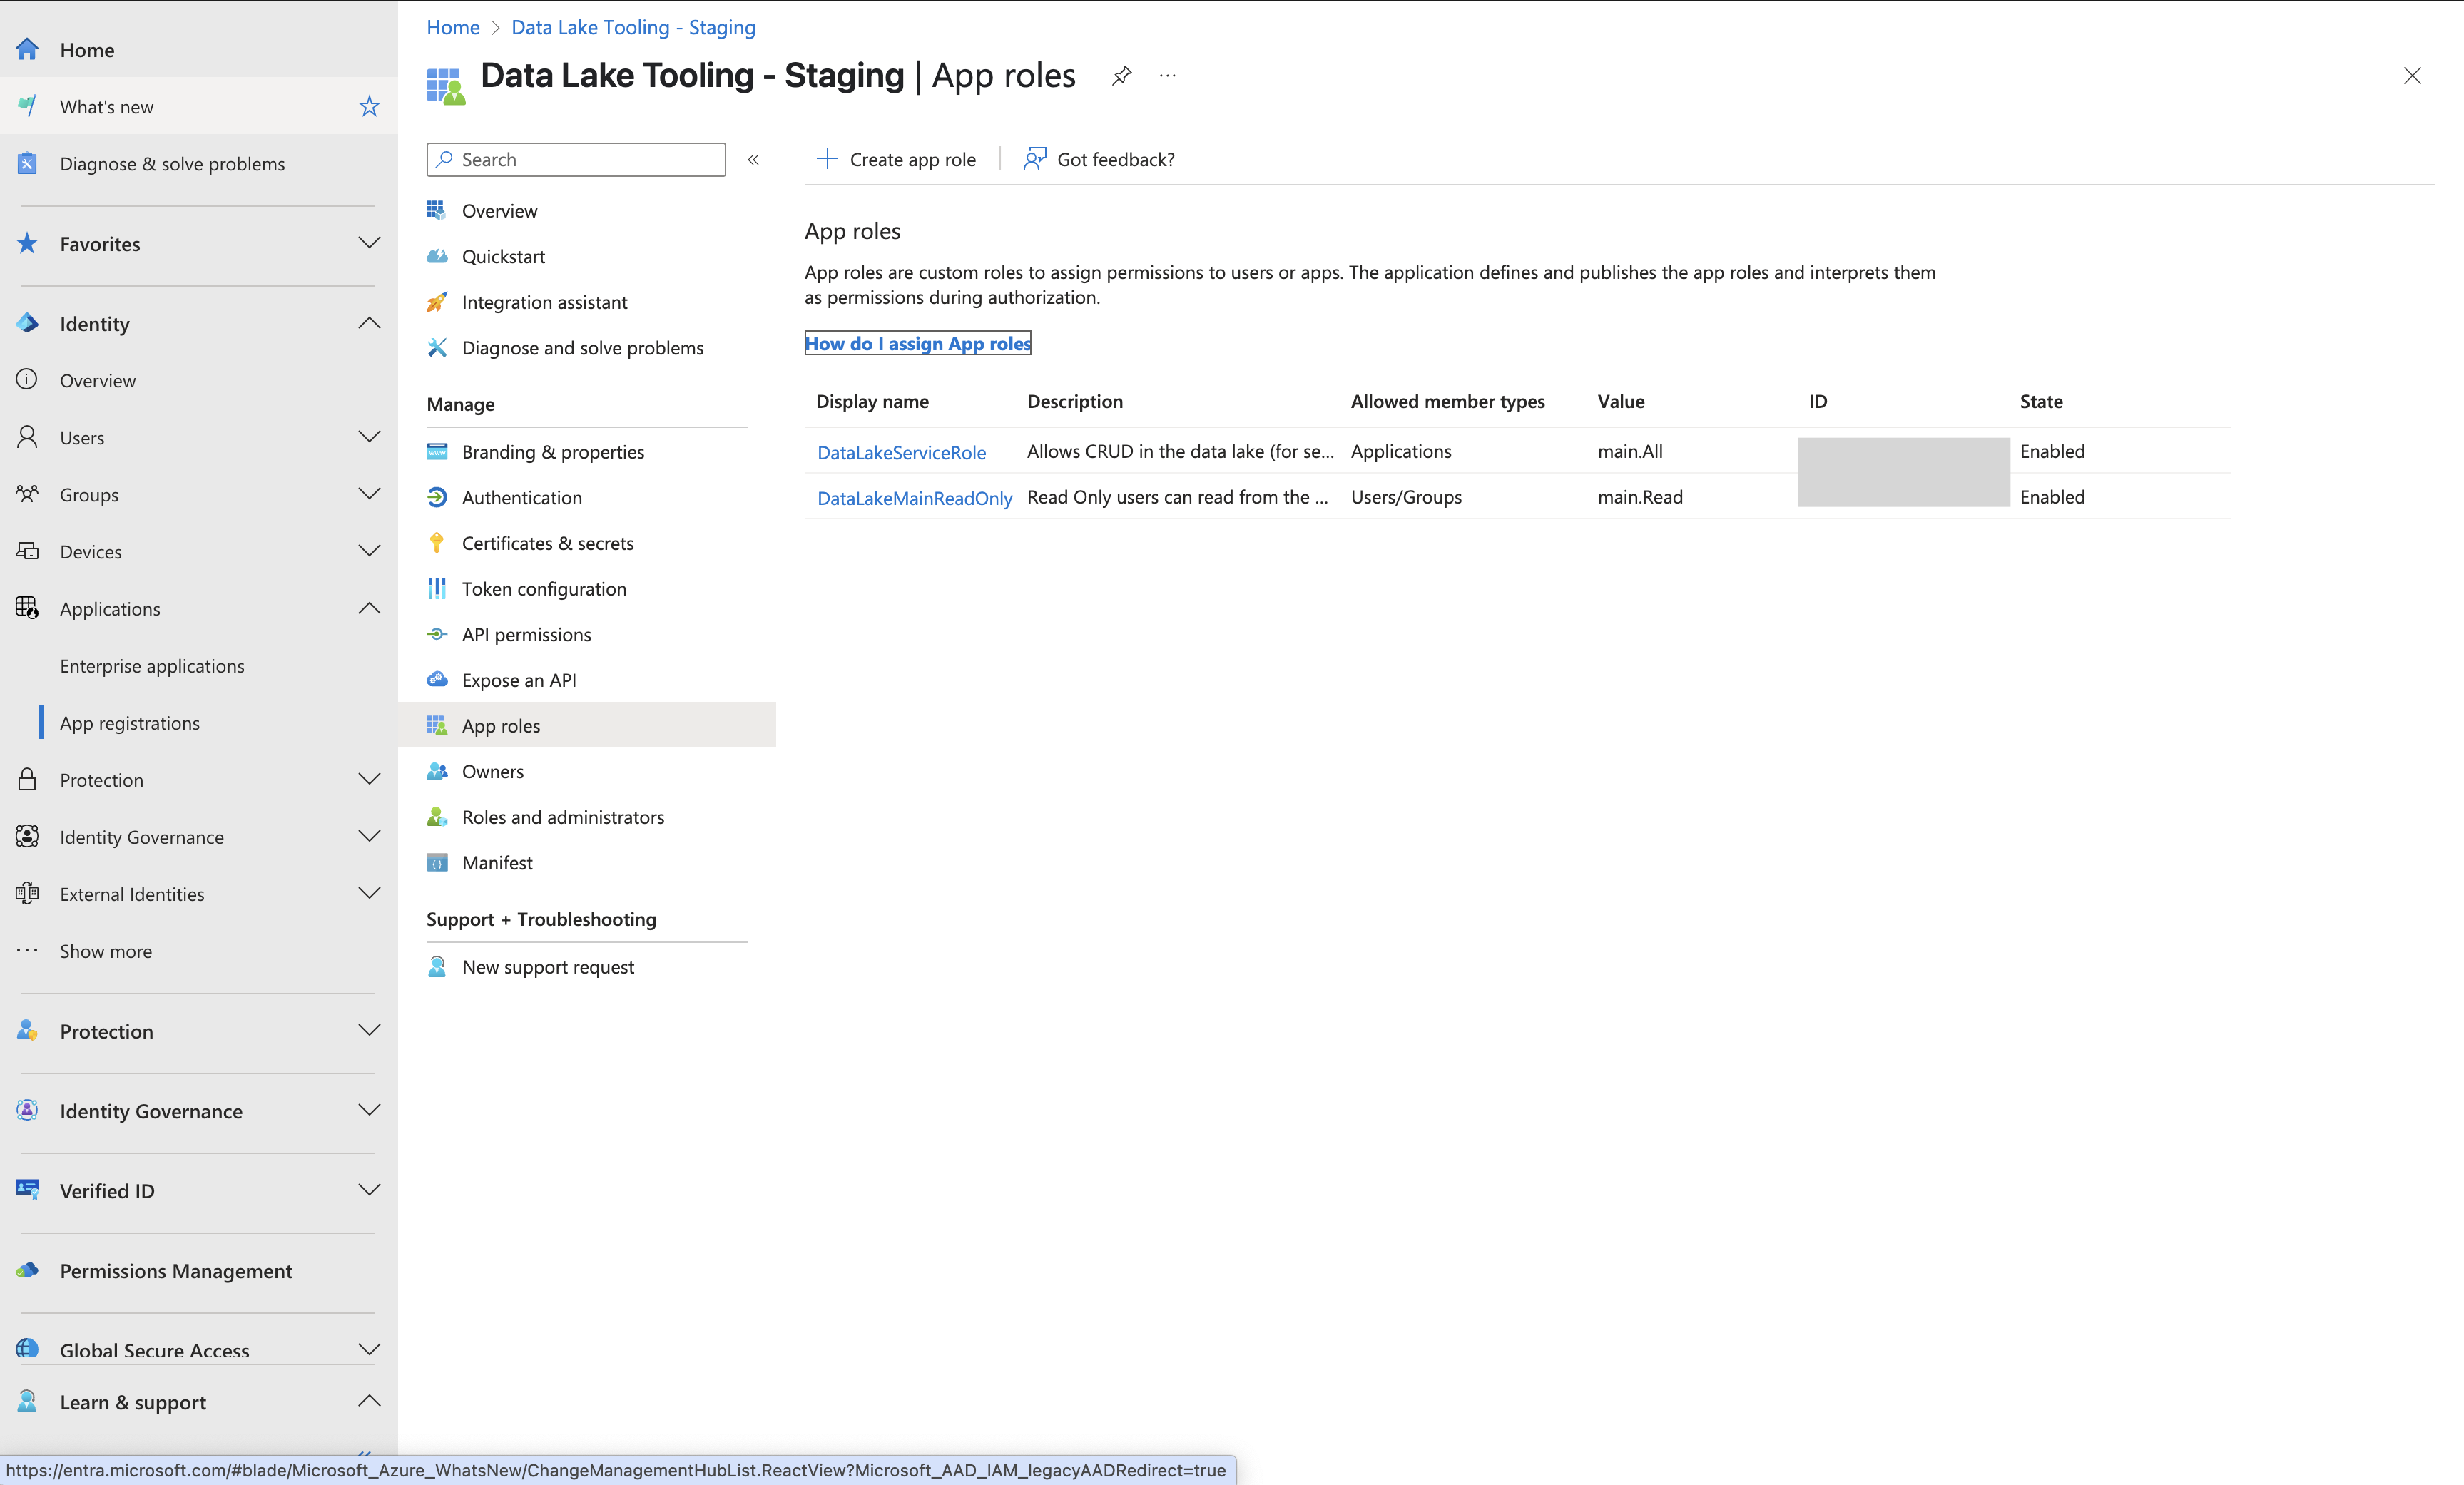 Home
What's new
Diagnose & solve problems
Favorites
Identity
Overview
Users
Groups
Devices
Applications
Enterprise applications
App registrations
Protection
Identity Governance
External Identities
Show more
Protection
Identity Governance
Verified ID
Permissions Management
Global Secure Access
Learn & support
Home > Data Lake Tooling - Staging
Data Lake Tooling - Staging | App roles
Search
Overview
Quickstart
Integration assistant
Diagnose and solve problems
Manage
Branding & properties
Authentication
Certificates & secrets
Token configuration
API permissions
Expose an API
App roles
Owners
Roles and administrators
Manifest
Support + Troubleshooting
New support request
Create app role
Got feedback?
App roles
App roles are custom roles to assign permissions to users or apps. The application defines and publishes the app roles and interprets them
as permissions during authorization.
How do I assign App roles
Display name Description Allowed member types Value ID State
DataLakeServiceRole Allows CRUD in the data lake (for se... Applications main.All Enabled
DataLakeMainReadOnly Read Only users can read from the ... Users/Groups main.Read Enabled
https://entra.microsoft.com/#blade/Microsoft_Azure_WhatsNew/ChangeManagementHubList.ReactView?Microsoft_AAD_IAM_legacyAADRedirect=true